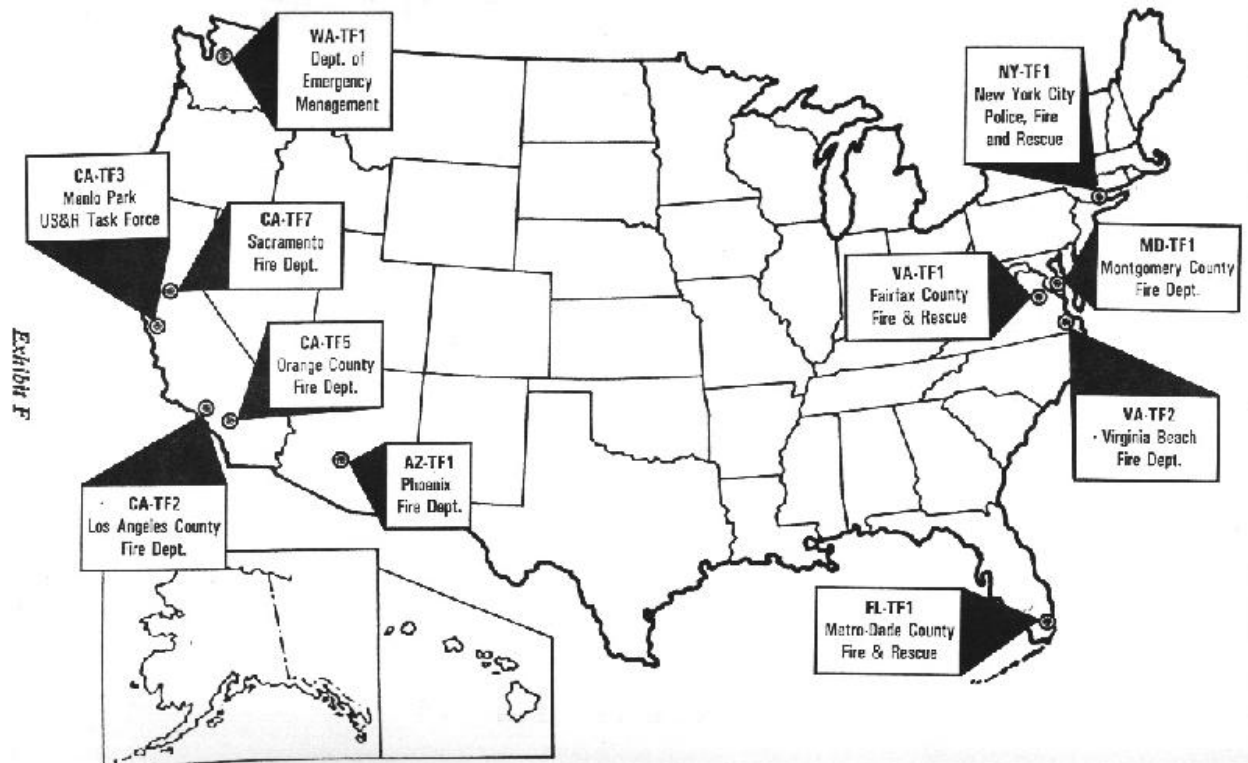 WA-TF1
Dept. of
Emergency
Management
NY-TF1
New York City
Police, Fire
and Rescue
CA-TF3
Menlo Park
US&R Task Force
CA-TF7
Sacramento
Fire Dept.
VA-TF1
Fairfax County
Fire & Rescue
MD-TF1
Montgomery County
Fire Dept.
CA-TF5
Orange County
Fire Dept.
VA-TF2
Virginia Beach
Fire Dept.
AZ-TF1
Phoenix
Fire Dept.
CA-TF2
Los Angeles County
Fire Dept.
FL-TF1
Metro-Dade County
Fire & Rescue
Exhibit F